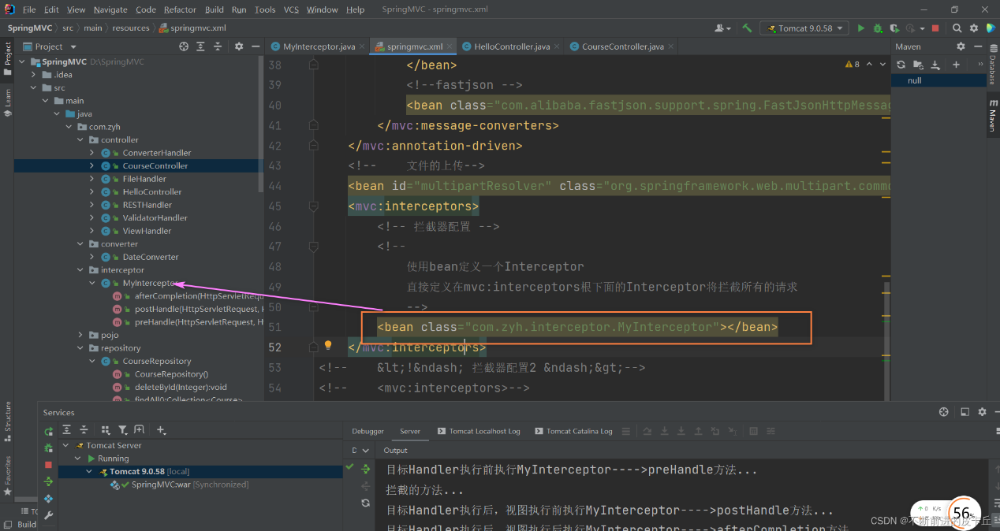 File Edit View Navigate Code Refactor Build Run Tools VCS Window Help SpringMVC - springmvc.xml
SpringMVC src main resources springmvc.xml Tomcat 9.0.58
Project MyInterceptor.java springmvc.xml HelloController.java CourseController.java Maven
Project
Learn
Structure
Favorites
Database
Maven
SpringMVC D:\SpringMVC
.idea
src
main
java
com.zyh
controller
ConverterHandler
CourseController
FileHandler
HelloController
RESTHandler
ValidatorHandler
ViewHandler
converter
DateConverter
interceptor
MyInterceptor
afterCompletion(HttpServletRequ
postHandle(HttpServletRequest, H
preHandle(HttpServletRequest, H
pojo
repository
CourseRepository
CourseRepository()
deleteById(Integer):void
findAll():Collection<Course>
8
null
38 </bean>
39 <!--fastjson -->
40 <bean class="com.alibaba.fastjson.support.spring.FastJsonHttpMessag
41 </mvc:message-converters>
42 </mvc:annotation-driven>
43 <!-- 文件的上传-->
44 <bean id="multipartResolver" class="org.springframework.web.multipart.commo
45 <mvc:interceptors>
46 <!-- 拦截器配置 -->
47 <!--
48 使用bean定义一个Interceptor
49 直接定义在mvc:interceptors根下面的Interceptor将拦截所有的请求
50 -->
51 <bean class="com.zyh.interceptor.MyInterceptor"></bean>
52 </mvc:interceptors>
53 <!-- &lt;!&ndash; 拦截器配置2 &ndash;&gt;-->
54 <!-- <mvc:interceptors>-->
Services
Debugger Server Tomcat Localhost Log Tomcat Catalina Log
Tomcat Server
Running
Tomcat 9.0.58 [local]
SpringMVC:war [Synchronized]
D Output
目标Handler执行前执行MyInterceptor---->preHandle方法...
拦截的方法...
目标Handler执行后，视图执行前执行MyInterceptor---->postHandle方法...
目标Handler执行后，视图执行后执行MyInterceptor---->afterCompletion方法
TO
Build
↑ 0 K/s
56%
CSDN @不断前进的皮卡丘